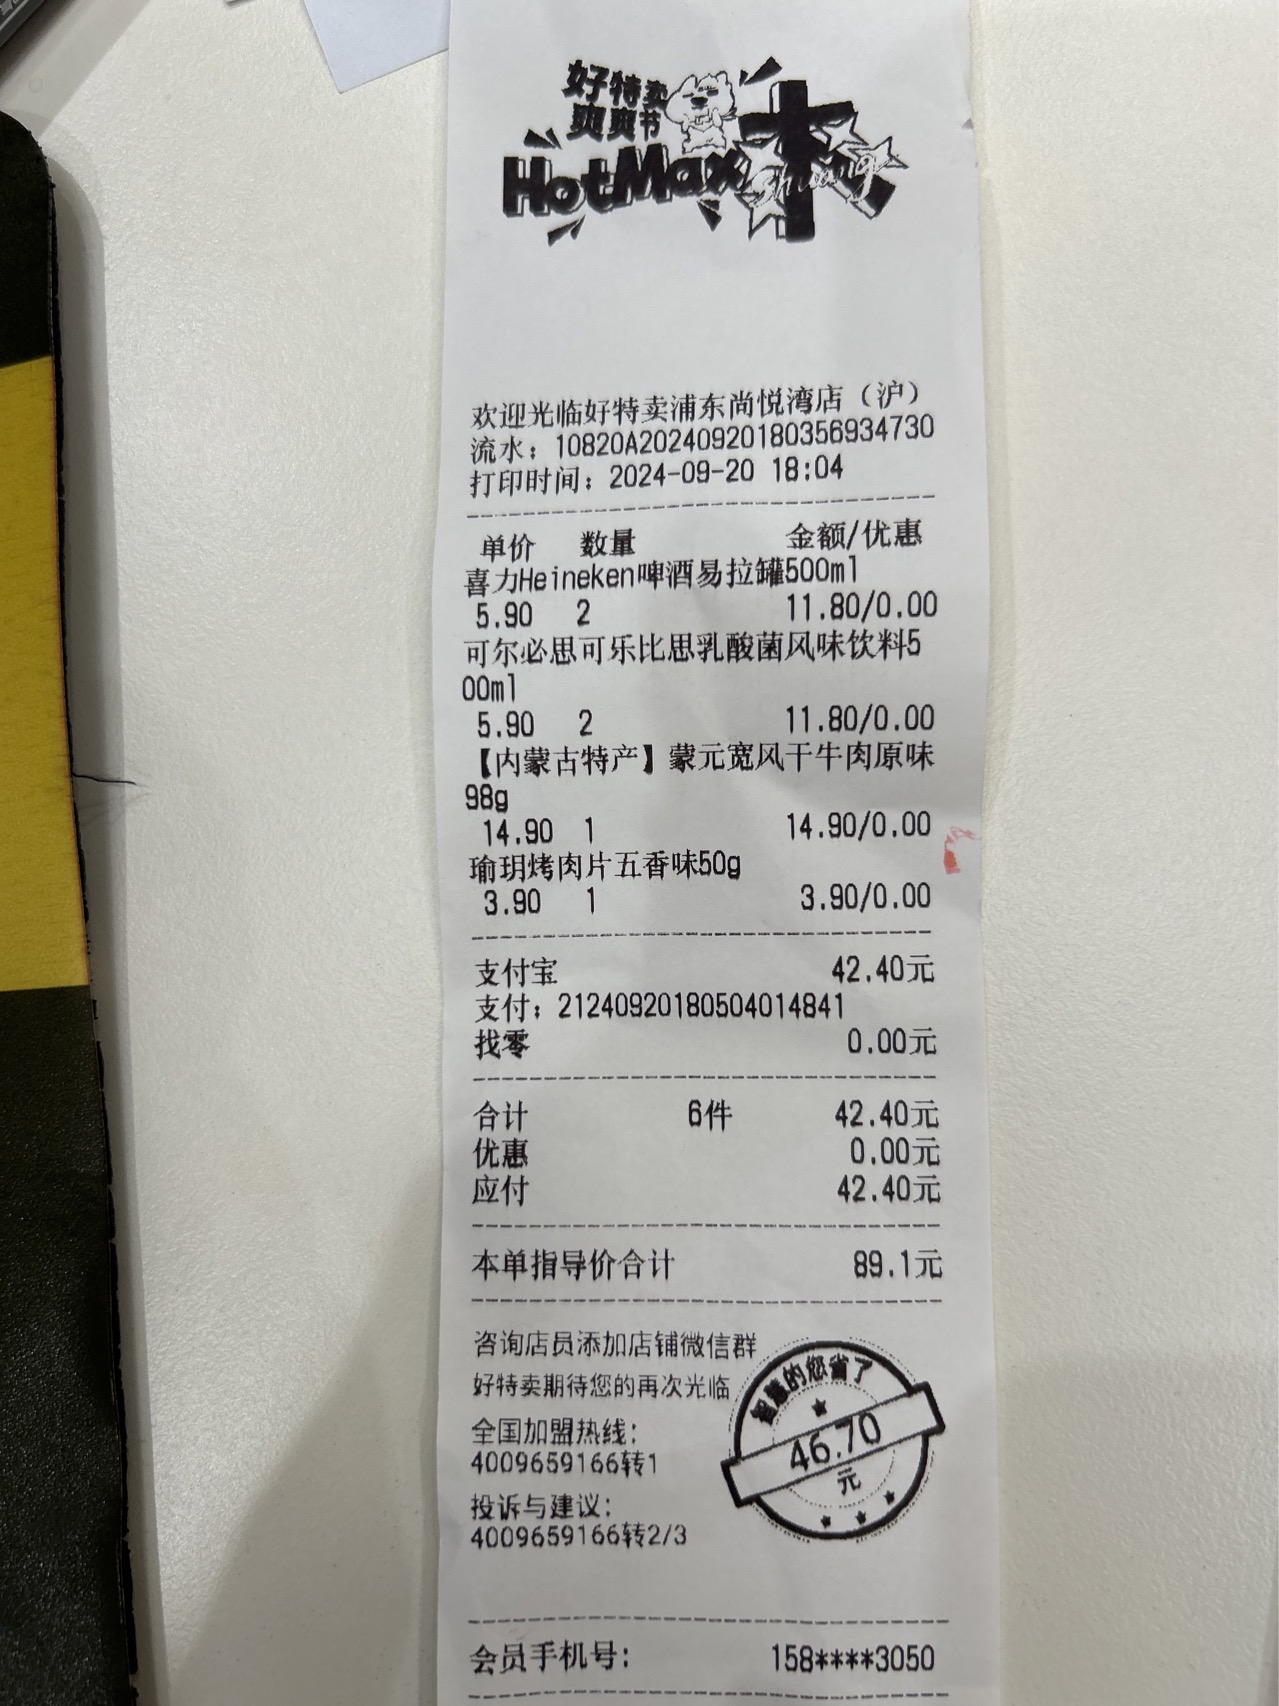 好特卖
爽爽节
HotMax
Shuang
欢迎光临好特卖浦东尚悦湾店（沪）
流水：10820A20240920180356934730
打印时间：2024-09-20 18:04
单价 数量 金额/优惠
喜力Heineken啤酒易拉罐500ml
5.90 2 11.80/0.00
可尔必思可乐比思乳酸菌风味饮料5
00ml
5.90 2 11.80/0.00
【内蒙古特产】蒙元宽风干牛肉原味
98g
14.90 1 14.90/0.00
瑜玥烤肉片五香味50g
3.90 1 3.90/0.00
支付宝 42.40元
支付：21240920180504014841
找零 0.00元
合计 6件 42.40元
优惠 0.00元
应付 42.40元
本单指导价合计 89.1元
咨询店员添加店铺微信群
好特卖期待您的再次光临
全国加盟热线：
4009659166转1
投诉与建议：
4009659166转2/3
智慧的您省了
46.70
元
会员手机号： 158****3050